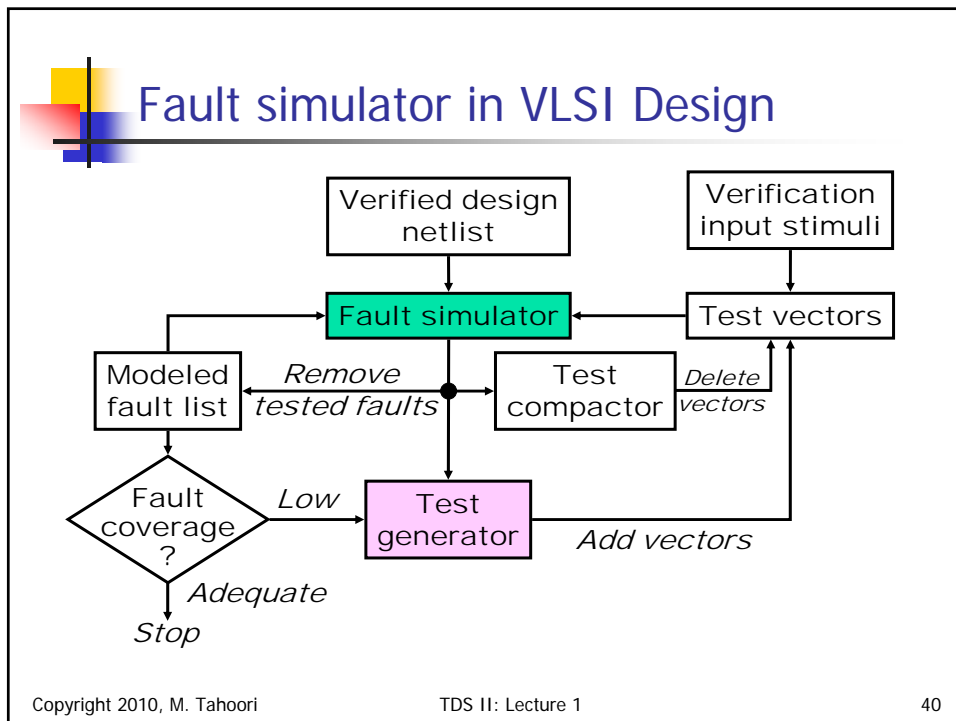 Fault simulator in VLSI Design
Verified design
netlist
Verification
input stimuli
Fault simulator
Test vectors
Modeled
fault list
Remove
tested faults
Test
compactor
Delete
vectors
Fault
coverage
?
Low
Test
generator
Add vectors
Adequate
Stop
Copyright 2010, M. Tahoori
TDS II: Lecture 1
40